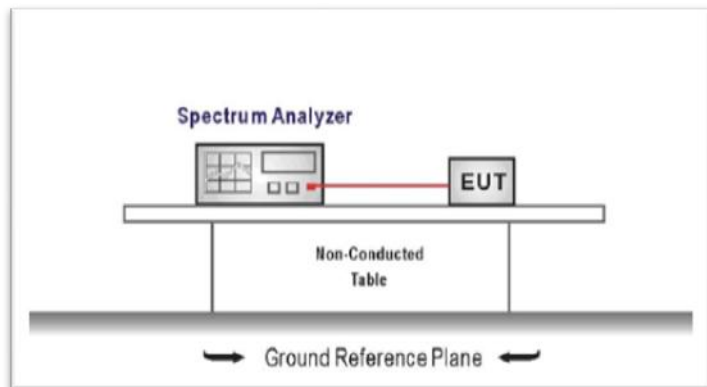 Spectrum Analyzer
EUT
Non-Conducted
Table
Ground Reference Plane